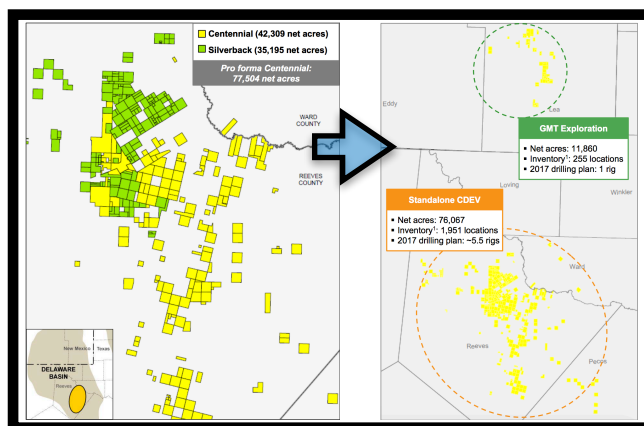 Centennial (42,309 net acres)
Silverback (35,195 net acres)
Pro forma Centennial:
77,504 net acres
WARD
COUNTY
REEVES
COUNTY
New Mexico
Texas
DELAWARE
BASIN
Reeves
Eddy
Lea
GMT Exploration
▪ Net acres: 11,860
▪ Inventory¹: 255 locations
▪ 2017 drilling plan: 1 rig
Loving
Winkler
Standalone CDEV
▪ Net acres: 76,067
▪ Inventory¹: 1,951 locations
▪ 2017 drilling plan: ~5.5 rigs
Ward
Reeves
Pecos